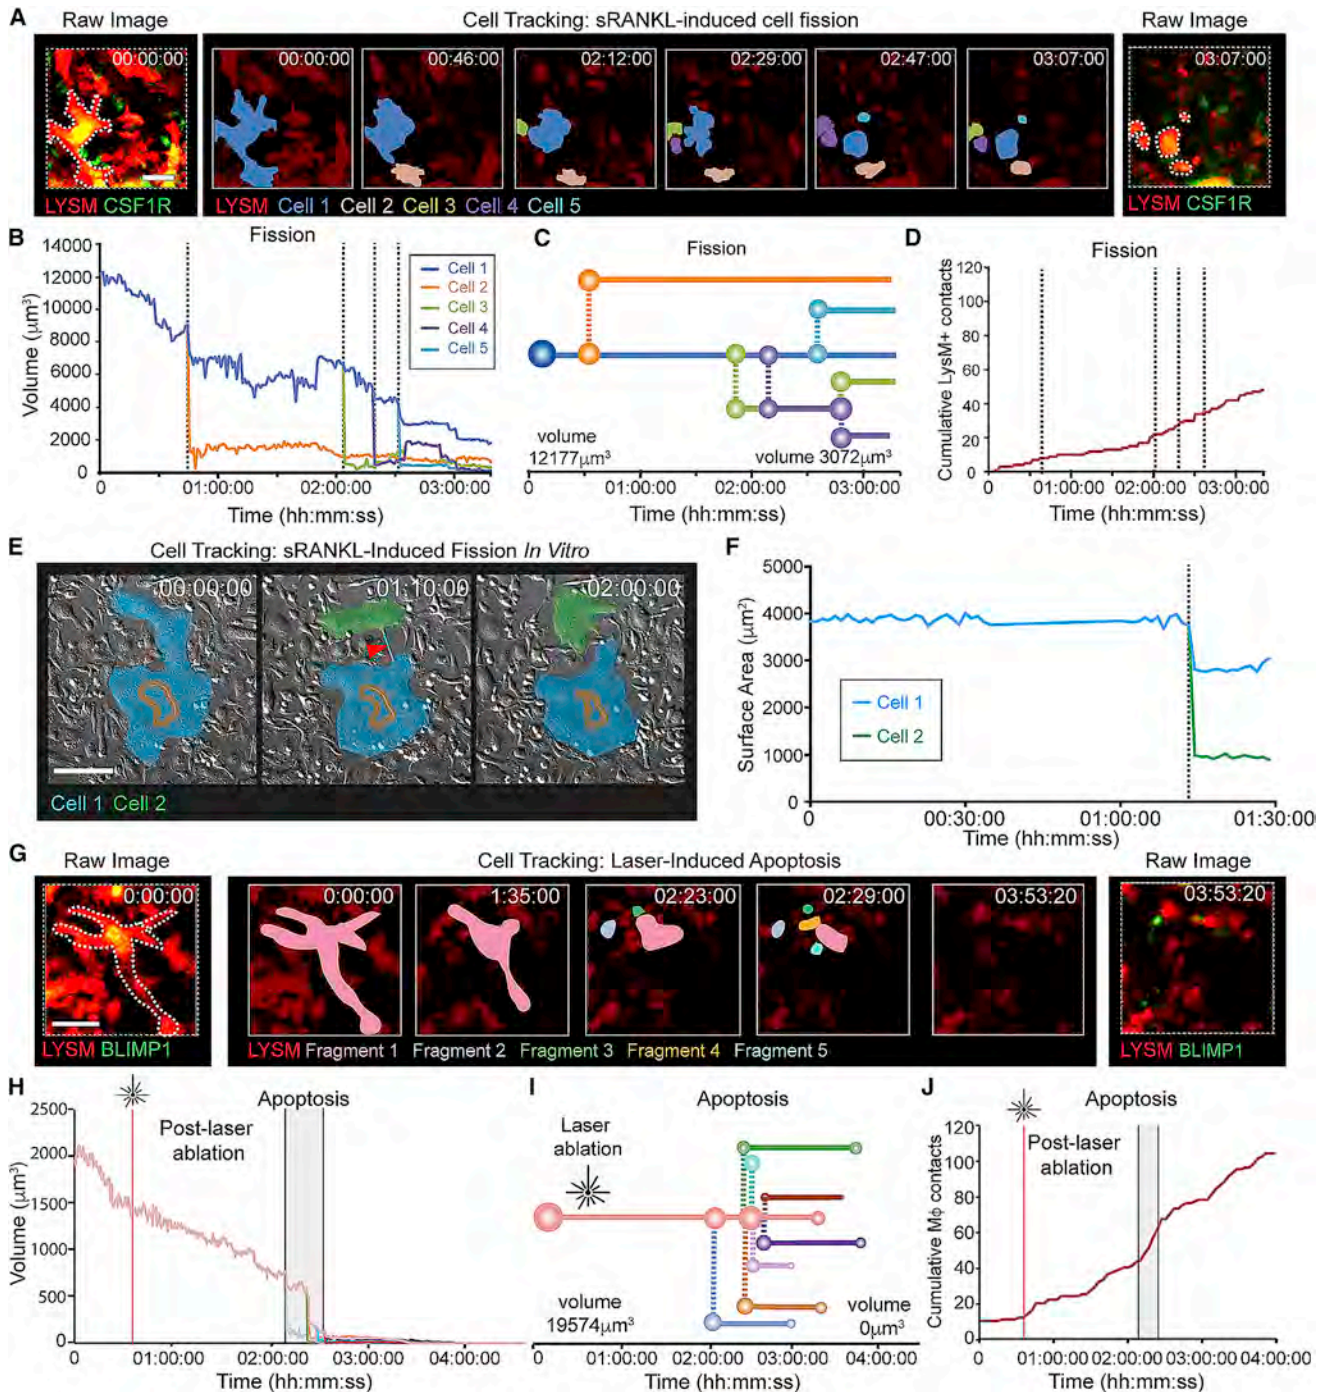 A
Raw Image
Cell Tracking: sRANKL-induced cell fission
Raw Image
00:00:00
00:00:00
00:46:00
02:12:00
02:29:00
02:47:00
03:07:00
03:07:00
LYSM CSF1R
LYSM Cell 1 Cell 2 Cell 3 Cell 4 Cell 5
LYSM CSF1R
B
Fission
14000
12000
10000
8000
6000
4000
2000
0
Volume (μm³)
Cell 1
Cell 2
Cell 3
Cell 4
Cell 5
0
01:00:00
02:00:00
03:00:00
Time (hh:mm:ss)
C
Fission
volume
12177μm³
volume 3072μm³
0
01:00:00
02:00:00
03:00:00
Time (hh:mm:ss)
D
Fission
120
100
80
60
40
20
0
Cumulative LysM+ contacts
0
01:00:00
02:00:00
03:00:00
Time (hh:mm:ss)
E
Cell Tracking: sRANKL-Induced Fission In Vitro
00:00:00
01:10:00
02:00:00
Cell 1 Cell 2
F
5000
4000
3000
2000
1000
0
Surface Area (μm²)
Cell 1
Cell 2
0
00:30:00
01:00:00
01:30:00
Time (hh:mm:ss)
G
Raw Image
Cell Tracking: Laser-Induced Apoptosis
Raw Image
0:00:00
0:00:00
1:35:00
02:23:00
02:29:00
03:53:20
03:53:20
LYSM BLIMP1
LYSM Fragment 1 Fragment 2 Fragment 3 Fragment 4 Fragment 5
LYSM BLIMP1
H
Apoptosis
Post-laser
ablation
2500
2000
1500
1000
500
0
Volume (μm³)
0
01:00:00
02:00:00
03:00:00
04:00:00
Time (hh:mm:ss)
I
Apoptosis
Laser
ablation
volume
19574μm³
volume
0μm³
0
01:00:00
02:00:00
03:00:00
04:00:00
Time (hh:mm:ss)
J
Apoptosis
Post-laser
ablation
120
100
80
60
40
20
0
Cumulative Mϕ contacts
0
01:00:00
02:00:00
03:00:00
04:00:00
Time (hh:mm:ss)